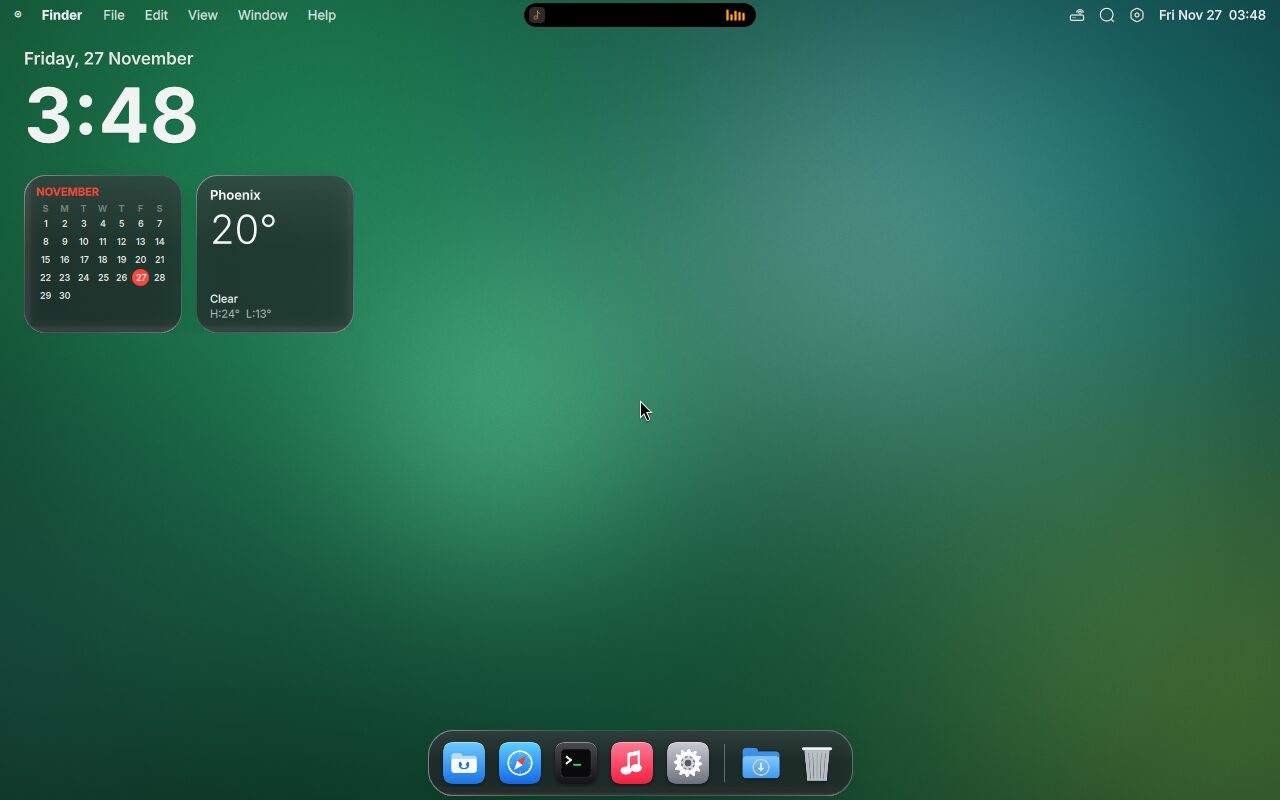 Finder File Edit View Window Help
Fri Nov 27 03:48
Friday, 27 November
3:48
NOVEMBER
S M T W T F S
1 2 3 4 5 6 7
8 9 10 11 12 13 14
15 16 17 18 19 20 21
22 23 24 25 26 27 28
29 30
Phoenix
20°
Clear
H:24° L:13°